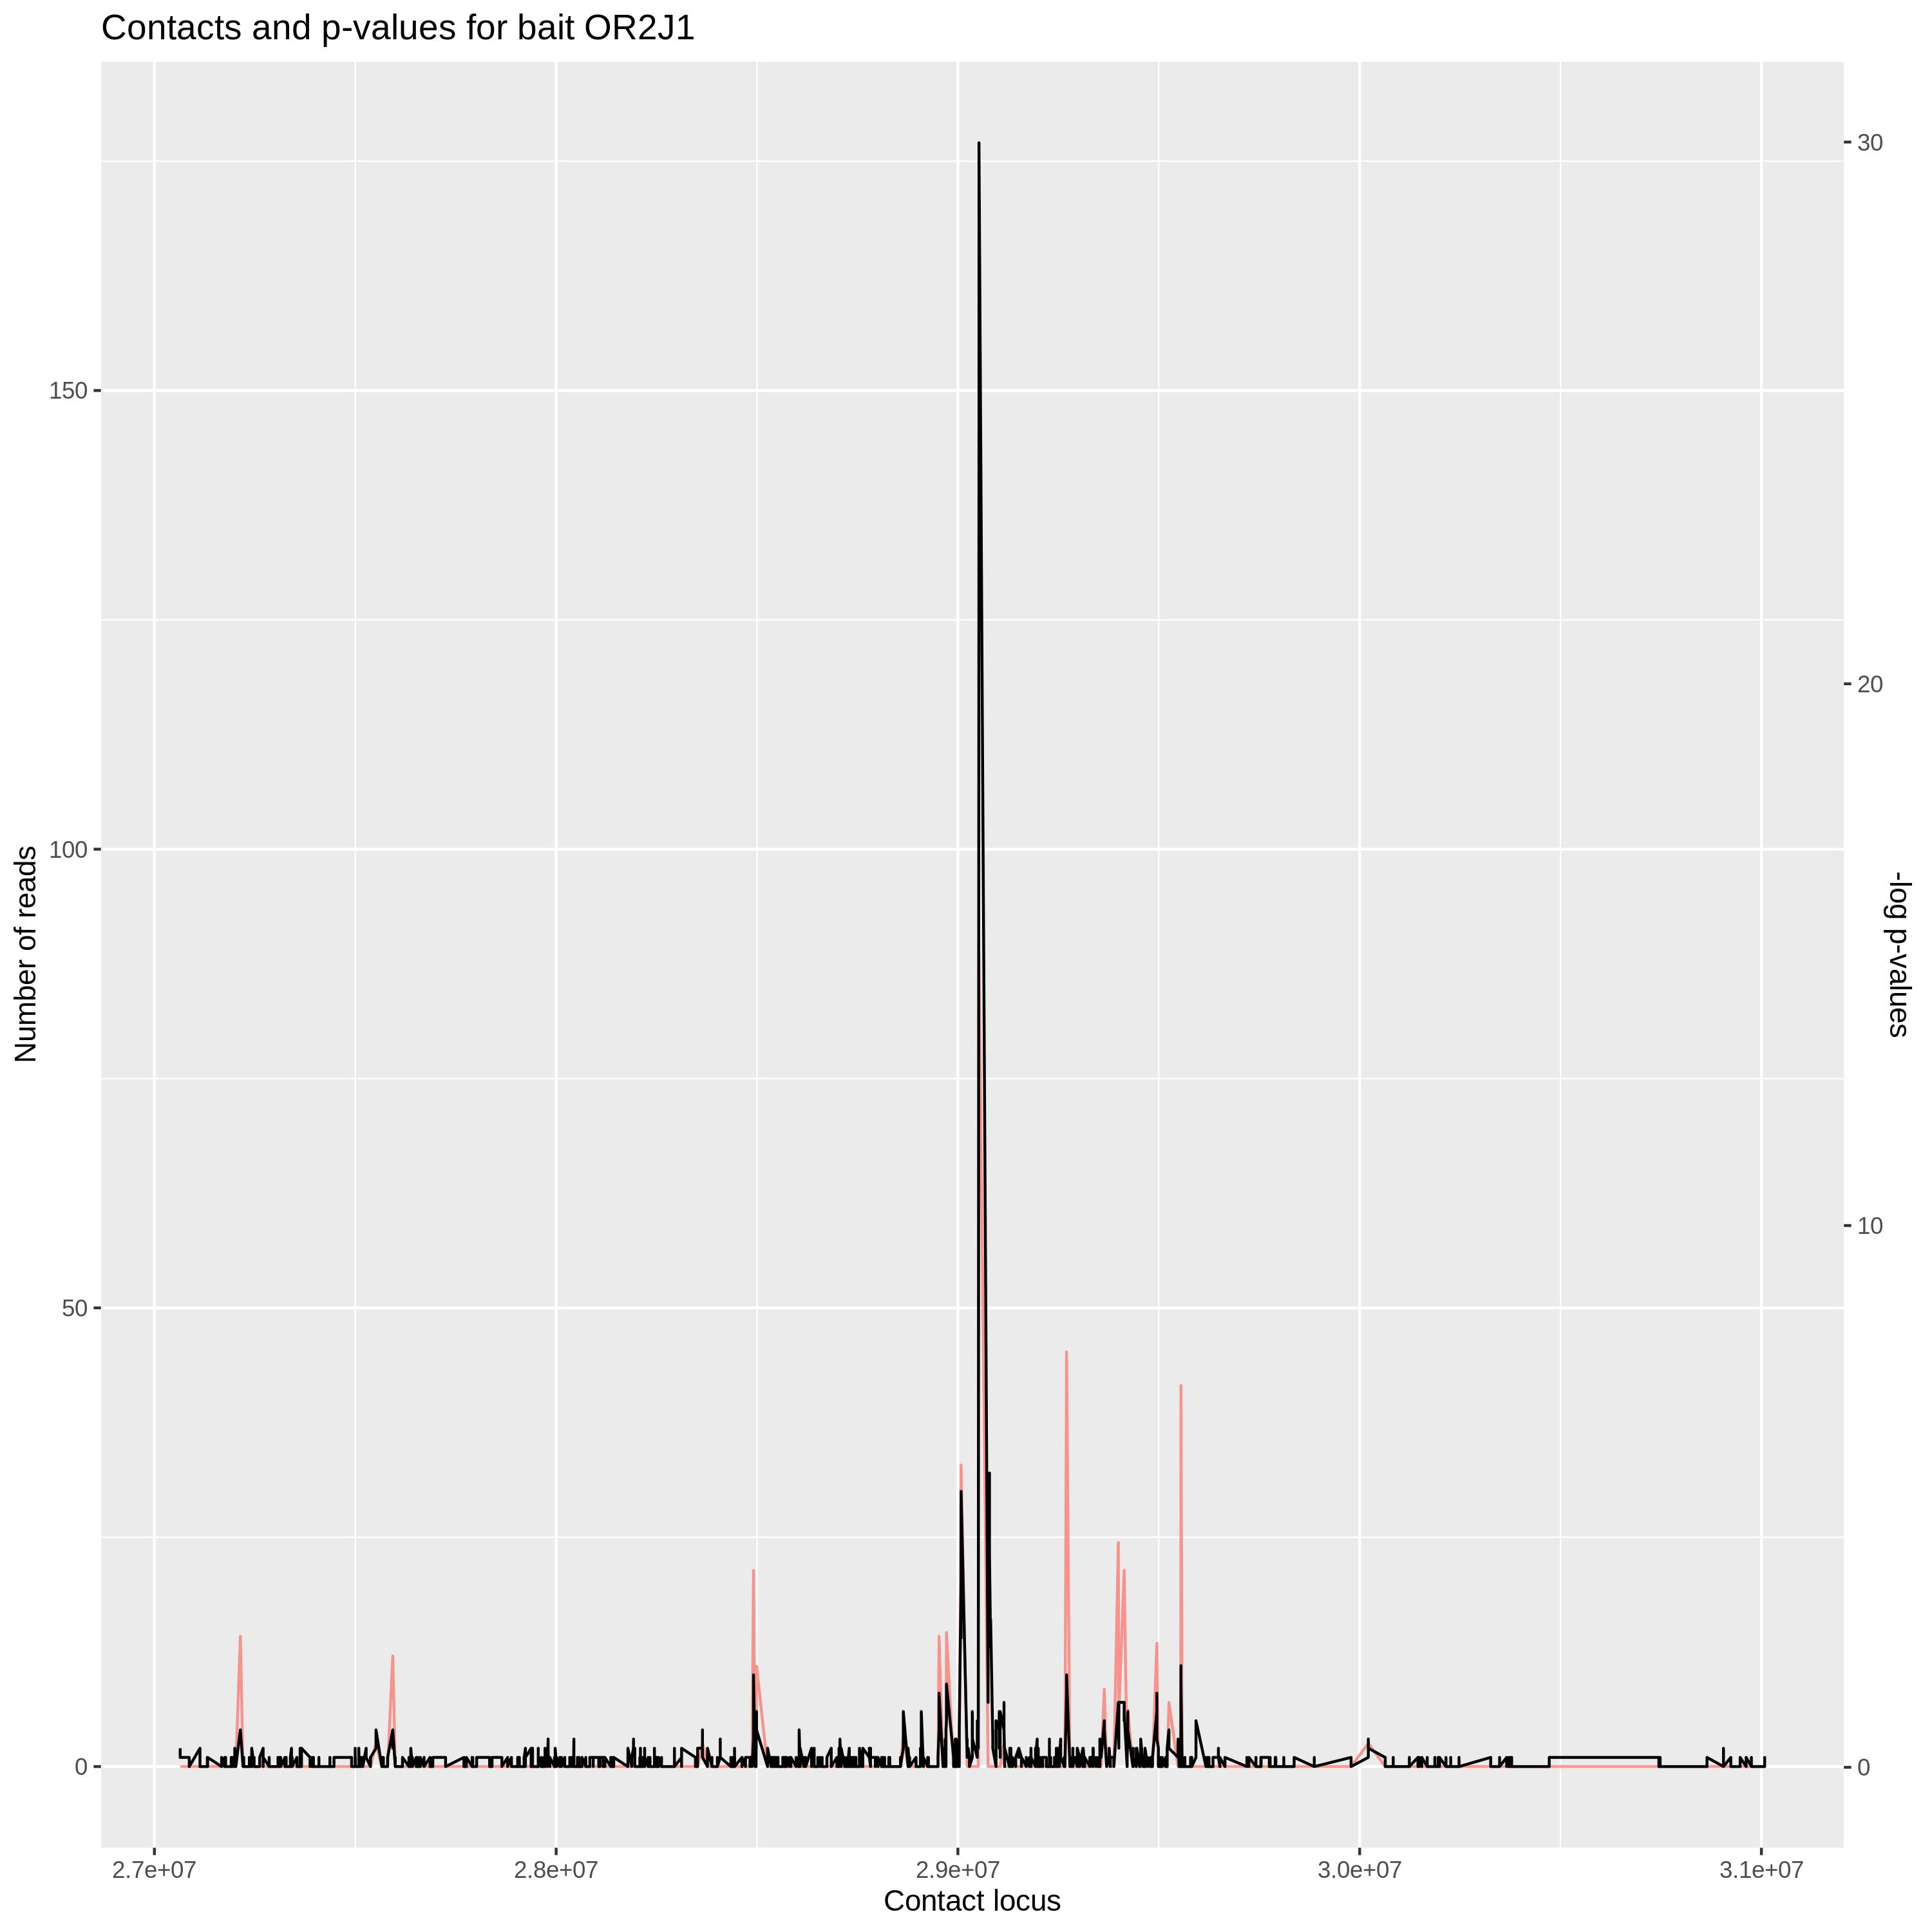 Contacts and p-values for bait OR2J1
Number of reads
150
100
50
0
30
20
10
0
-log p-values
2.7e+07
2.8e+07
2.9e+07
3.0e+07
3.1e+07
Contact locus